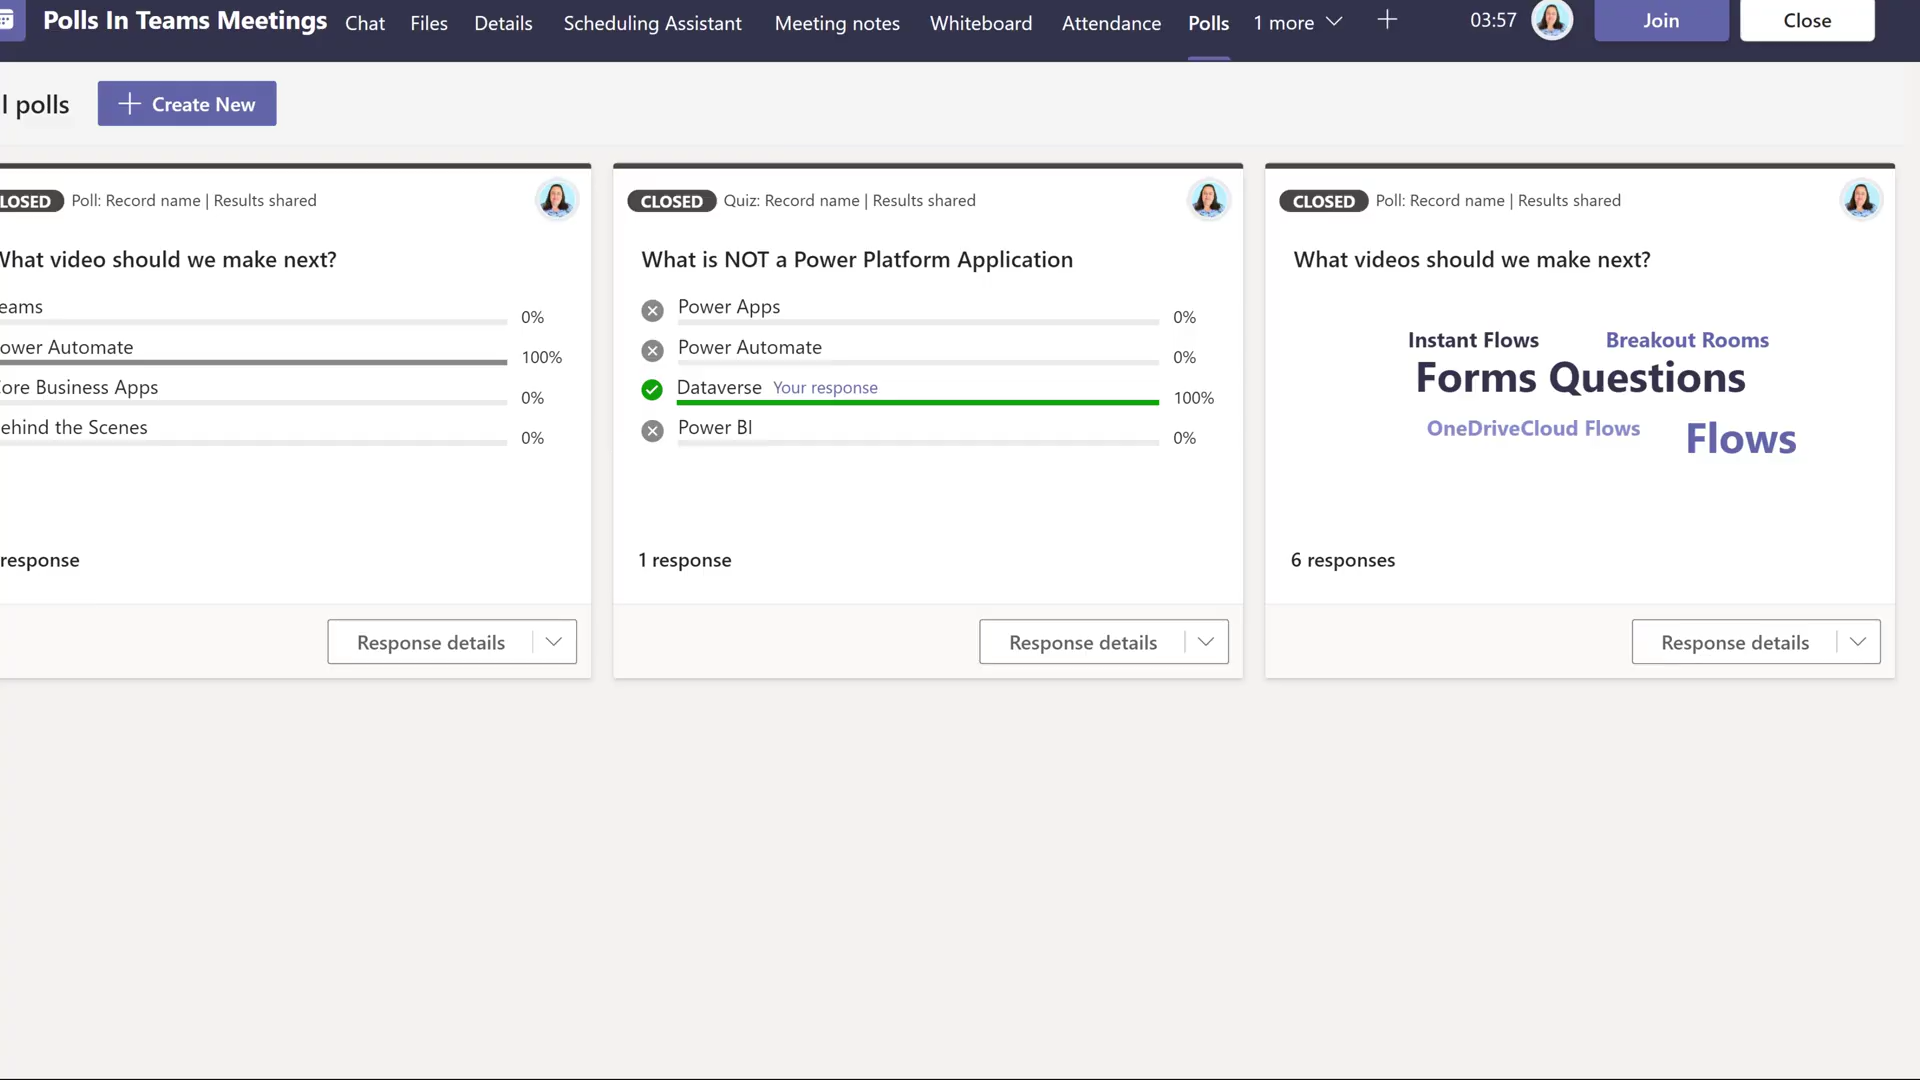 Polls In Teams Meetings Chat Files Details Scheduling Assistant Meeting notes Whiteboard Attendance Polls 1 more 03:57 Join Close
l polls Create New
LOSED Poll: Record name | Results shared
What video should we make next?
eams 0%
ower Automate 100%
ore Business Apps 0%
ehind the Scenes 0%
response
Response details
CLOSED Quiz: Record name | Results shared
What is NOT a Power Platform Application
Power Apps 0%
Power Automate 0%
Dataverse Your response 100%
Power BI 0%
1 response
Response details
CLOSED Poll: Record name | Results shared
What videos should we make next?
Instant Flows Breakout Rooms
Forms Questions
OneDriveCloud Flows Flows
6 responses
Response details